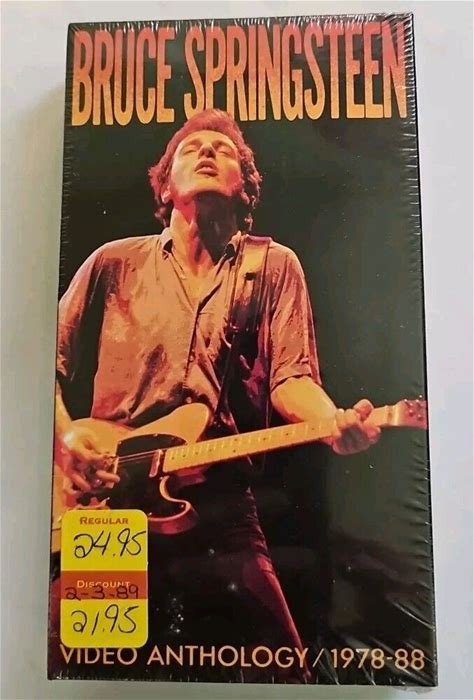 BRUCE SPRINGSTEEN
REGULAR
24.95
DISCOUNT
2-3-89
21.95
VIDEO ANTHOLOGY/1978-88